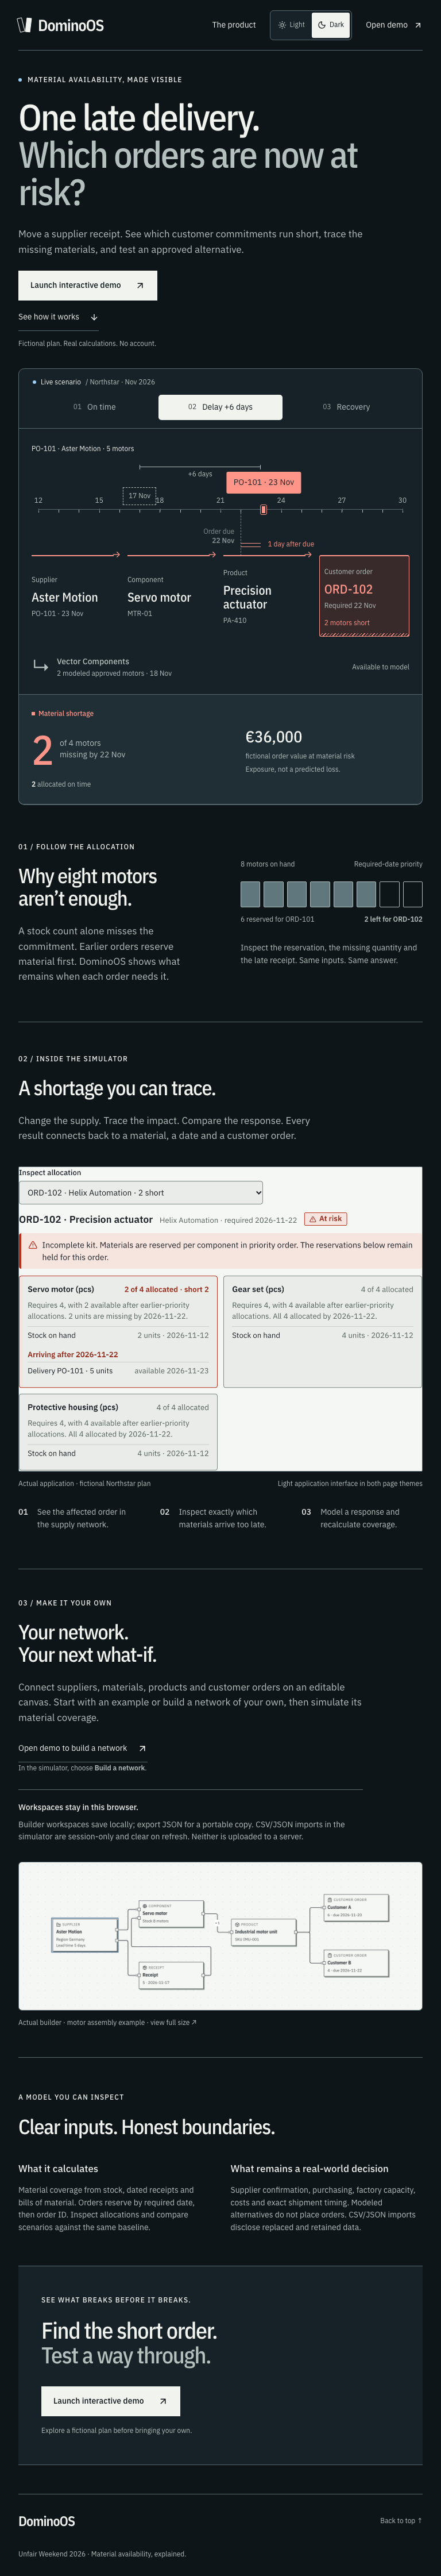 DominoOS
The product
Light
Dark
Open demo ↗
MATERIAL AVAILABILITY, MADE VISIBLE
One late delivery.
Which orders are now at
risk?
Move a supplier receipt. See which customer commitments run short, trace the
missing materials, and test an approved alternative.
Launch interactive demo ↗
See how it works ↓
Fictional plan. Real calculations. No account.
Live scenario / Northstar · Nov 2026
01 On time
02 Delay +6 days
03 Recovery
PO-101 · Aster Motion · 5 motors
+6 days
PO-101 · 23 Nov
17 Nov
12 15 18 21 24 27 30
Order due
22 Nov
1 day after due
Supplier
Aster Motion
PO-101 · 23 Nov
Component
Servo motor
MTR-01
Product
Precision
actuator
PA-410
Customer order
ORD-102
Required 22 Nov
2 motors short
Vector Components
2 modeled approved motors · 18 Nov
Available to model
Material shortage
2 of 4 motors
missing by 22 Nov
2 allocated on time
€36,000
fictional order value at material risk
Exposure, not a predicted loss.
01 / FOLLOW THE ALLOCATION
Why eight motors
aren’t enough.
A stock count alone misses the
commitment. Earlier orders reserve
material first. DominoOS shows what
remains when each order needs it.
8 motors on hand
Required-date priority
6 reserved for ORD-101
2 left for ORD-102
Inspect the reservation, the missing quantity and
the late receipt. Same inputs. Same answer.
02 / INSIDE THE SIMULATOR
A shortage you can trace.
Change the supply. Trace the impact. Compare the response. Every
result connects back to a material, a date and a customer order.
Inspect allocation
ORD-102 · Helix Automation · 2 short
ORD-102 · Precision actuator Helix Automation · required 2026-11-22 At risk
Incomplete kit. Materials are reserved per component in priority order. The reservations below remain
held for this order.
Servo motor (pcs) 2 of 4 allocated · short 2
Requires 4, with 2 available after earlier-priority
allocations. 2 units are missing by 2026-11-22.
Stock on hand 2 units · 2026-11-12
Arriving after 2026-11-22
Delivery PO-101 · 5 units available 2026-11-23
Gear set (pcs) 4 of 4 allocated
Requires 4, with 4 available after earlier-priority
allocations. All 4 allocated by 2026-11-22.
Stock on hand 4 units · 2026-11-12
Protective housing (pcs) 4 of 4 allocated
Requires 4, with 4 available after earlier-priority
allocations. All 4 allocated by 2026-11-22.
Stock on hand 4 units · 2026-11-12
Actual application · fictional Northstar plan
Light application interface in both page themes
01 See the affected order in
the supply network.
02 Inspect exactly which
materials arrive too late.
03 Model a response and
recalculate coverage.
03 / MAKE IT YOUR OWN
Your network.
Your next what-if.
Connect suppliers, materials, products and customer orders on an editable
canvas. Start with an example or build a network of your own, then simulate its
material coverage.
Open demo to build a network ↗
In the simulator, choose Build a network.
Workspaces stay in this browser.
Builder workspaces save locally; export JSON for a portable copy. CSV/JSON imports in the
simulator are session-only and clear on refresh. Neither is uploaded to a server.
SUPPLIER
Aster Motion
Region Germany
Lead time 5 days
COMPONENT
Servo motor
RECEIPT
Receipt
PRODUCT
Industrial motor unit
CUSTOMER ORDER
Customer A
CUSTOMER ORDER
Customer B
Actual builder · motor assembly example · view full size ↗
A MODEL YOU CAN INSPECT
Clear inputs. Honest boundaries.
What it calculates
Material coverage from stock, dated receipts and
bills of material. Orders reserve by required date,
then order ID. Inspect allocations and compare
scenarios against the same baseline.
What remains a real-world decision
Supplier confirmation, purchasing, factory capacity,
costs and exact shipment timing. Modeled
alternatives do not place orders. CSV/JSON imports
disclose replaced and retained data.
SEE WHAT BREAKS BEFORE IT BREAKS.
Find the short order.
Test a way through.
Launch interactive demo ↗
Explore a fictional plan before bringing your own.
DominoOS
Back to top ↑
Unfair Weekend 2026 · Material availability, explained.